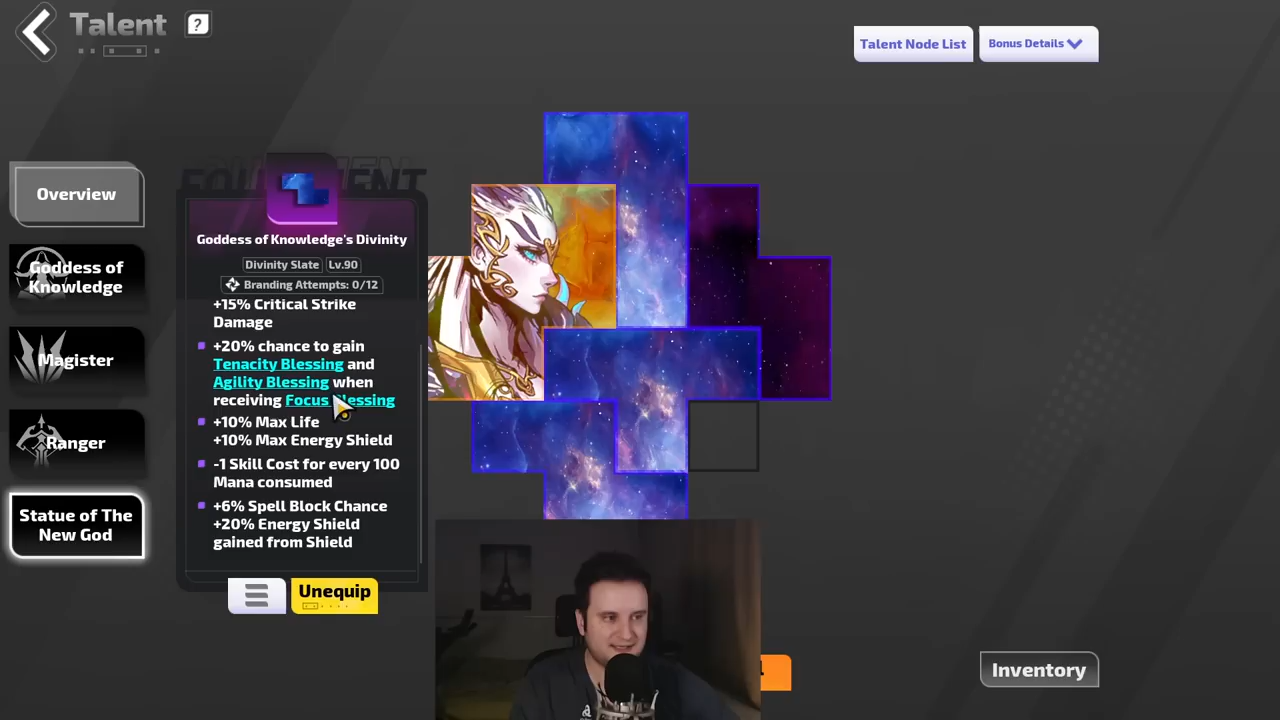 Talent
?
Talent Node List
Bonus Details
Overview
Goddess of
Knowledge
Magister
Ranger
Statue of The
New God
Goddess of Knowledge's Divinity
Divinity Slate
Lv.90
Branding Attempts: 0/12
+15% Critical Strike
Damage
+20% chance to gain
Tenacity Blessing and
Agility Blessing when
receiving Focus Blessing
+10% Max Life
+10% Max Energy Shield
-1 Skill Cost for every 100
Mana consumed
+6% Spell Block Chance
+20% Energy Shield
gained from Shield
Unequip
Inventory